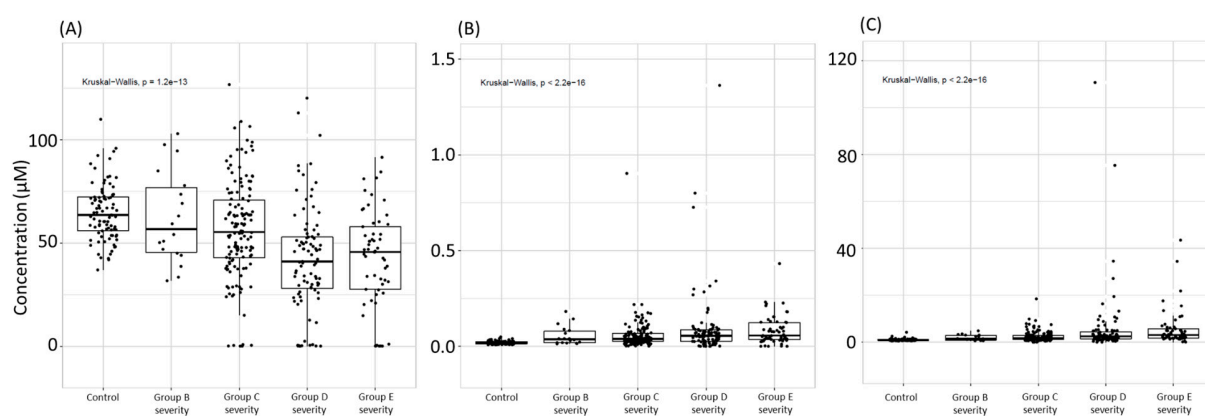 (A)
Kruskal-Wallis, p = 1.2e-13
Concentration (μM)
100
50
0
Control
Group B severity
Group C severity
Group D severity
Group E severity
(B)
Kruskal-Wallis, p < 2.2e-16
1.5
1.0
0.5
0.0
Control
Group B severity
Group C severity
Group D severity
Group E severity
(C)
Kruskal-Wallis, p < 2.2e-16
120
80
40
0
Control
Group B severity
Group C severity
Group D severity
Group E severity